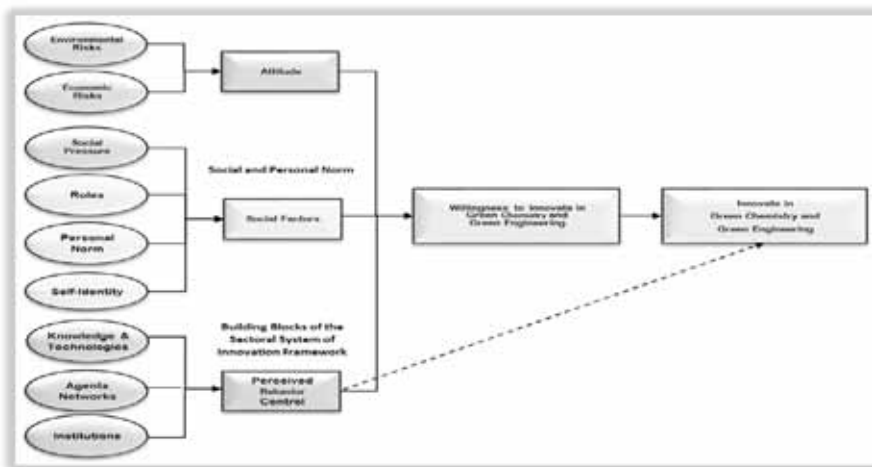 Environmental
Risks
Economic
Risks
Attitude
Social
Pressure
Roles
Personal
Norm
Self-Identity
Social and Personal Norm
Social Factors
Knowledge &
Technologies
Agents
Networks
Institutions
Building Blocks of the
Sectoral System of
Innovation Framework
Perceived
Behavior
Control
Willingness to Innovate in
Green Chemistry and
Green Engineering
Innovate in
Green Chemistry and
Green Engineering